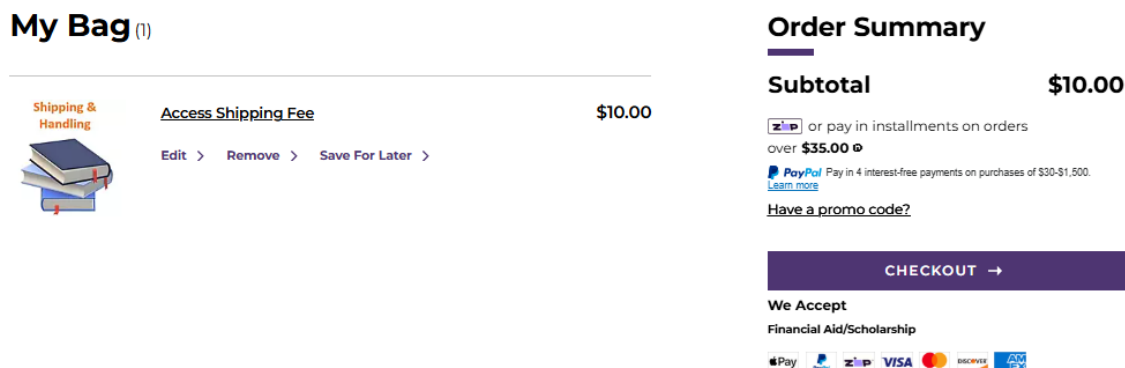 My Bag (1)
Shipping &
Handling
Access Shipping Fee
$10.00
Edit > Remove > Save For Later >
Order Summary
Subtotal $10.00
zip or pay in installments on orders
over $35.00
PayPal Pay in 4 interest-free payments on purchases of $30-$1,500.
Learn more
Have a promo code?
CHECKOUT →
We Accept
Financial Aid/Scholarship
Pay zip VISA DISCOVER AM EX